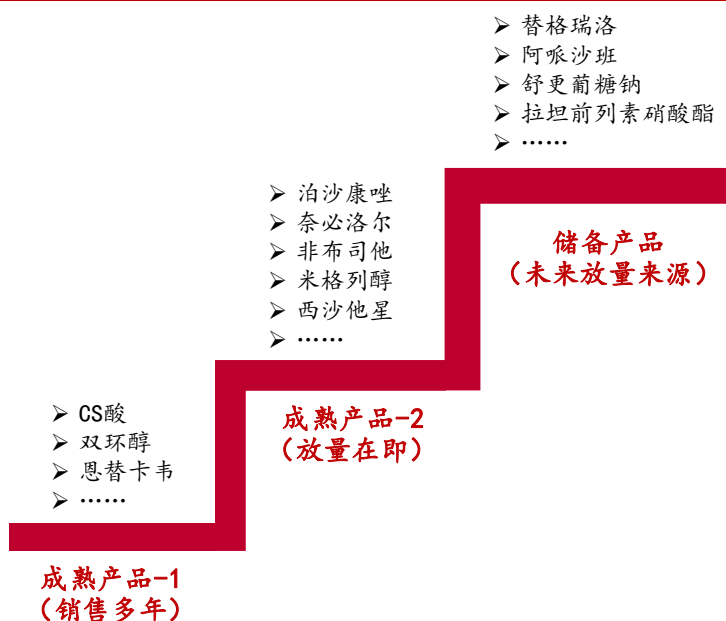 ➢ 替格瑞洛
➢ 阿哌沙班
➢ 舒更葡糖钠
➢ 拉坦前列素硝酸酯
➢ ……
储备产品
（未来放量来源）
➢ 泊沙康唑
➢ 奈必洛尔
➢ 非布司他
➢ 米格列醇
➢ 西沙他星
➢ ……
成熟产品-2
（放量在即）
➢ CS酸
➢ 双环醇
➢ 恩替卡韦
➢ ……
成熟产品-1
（销售多年）